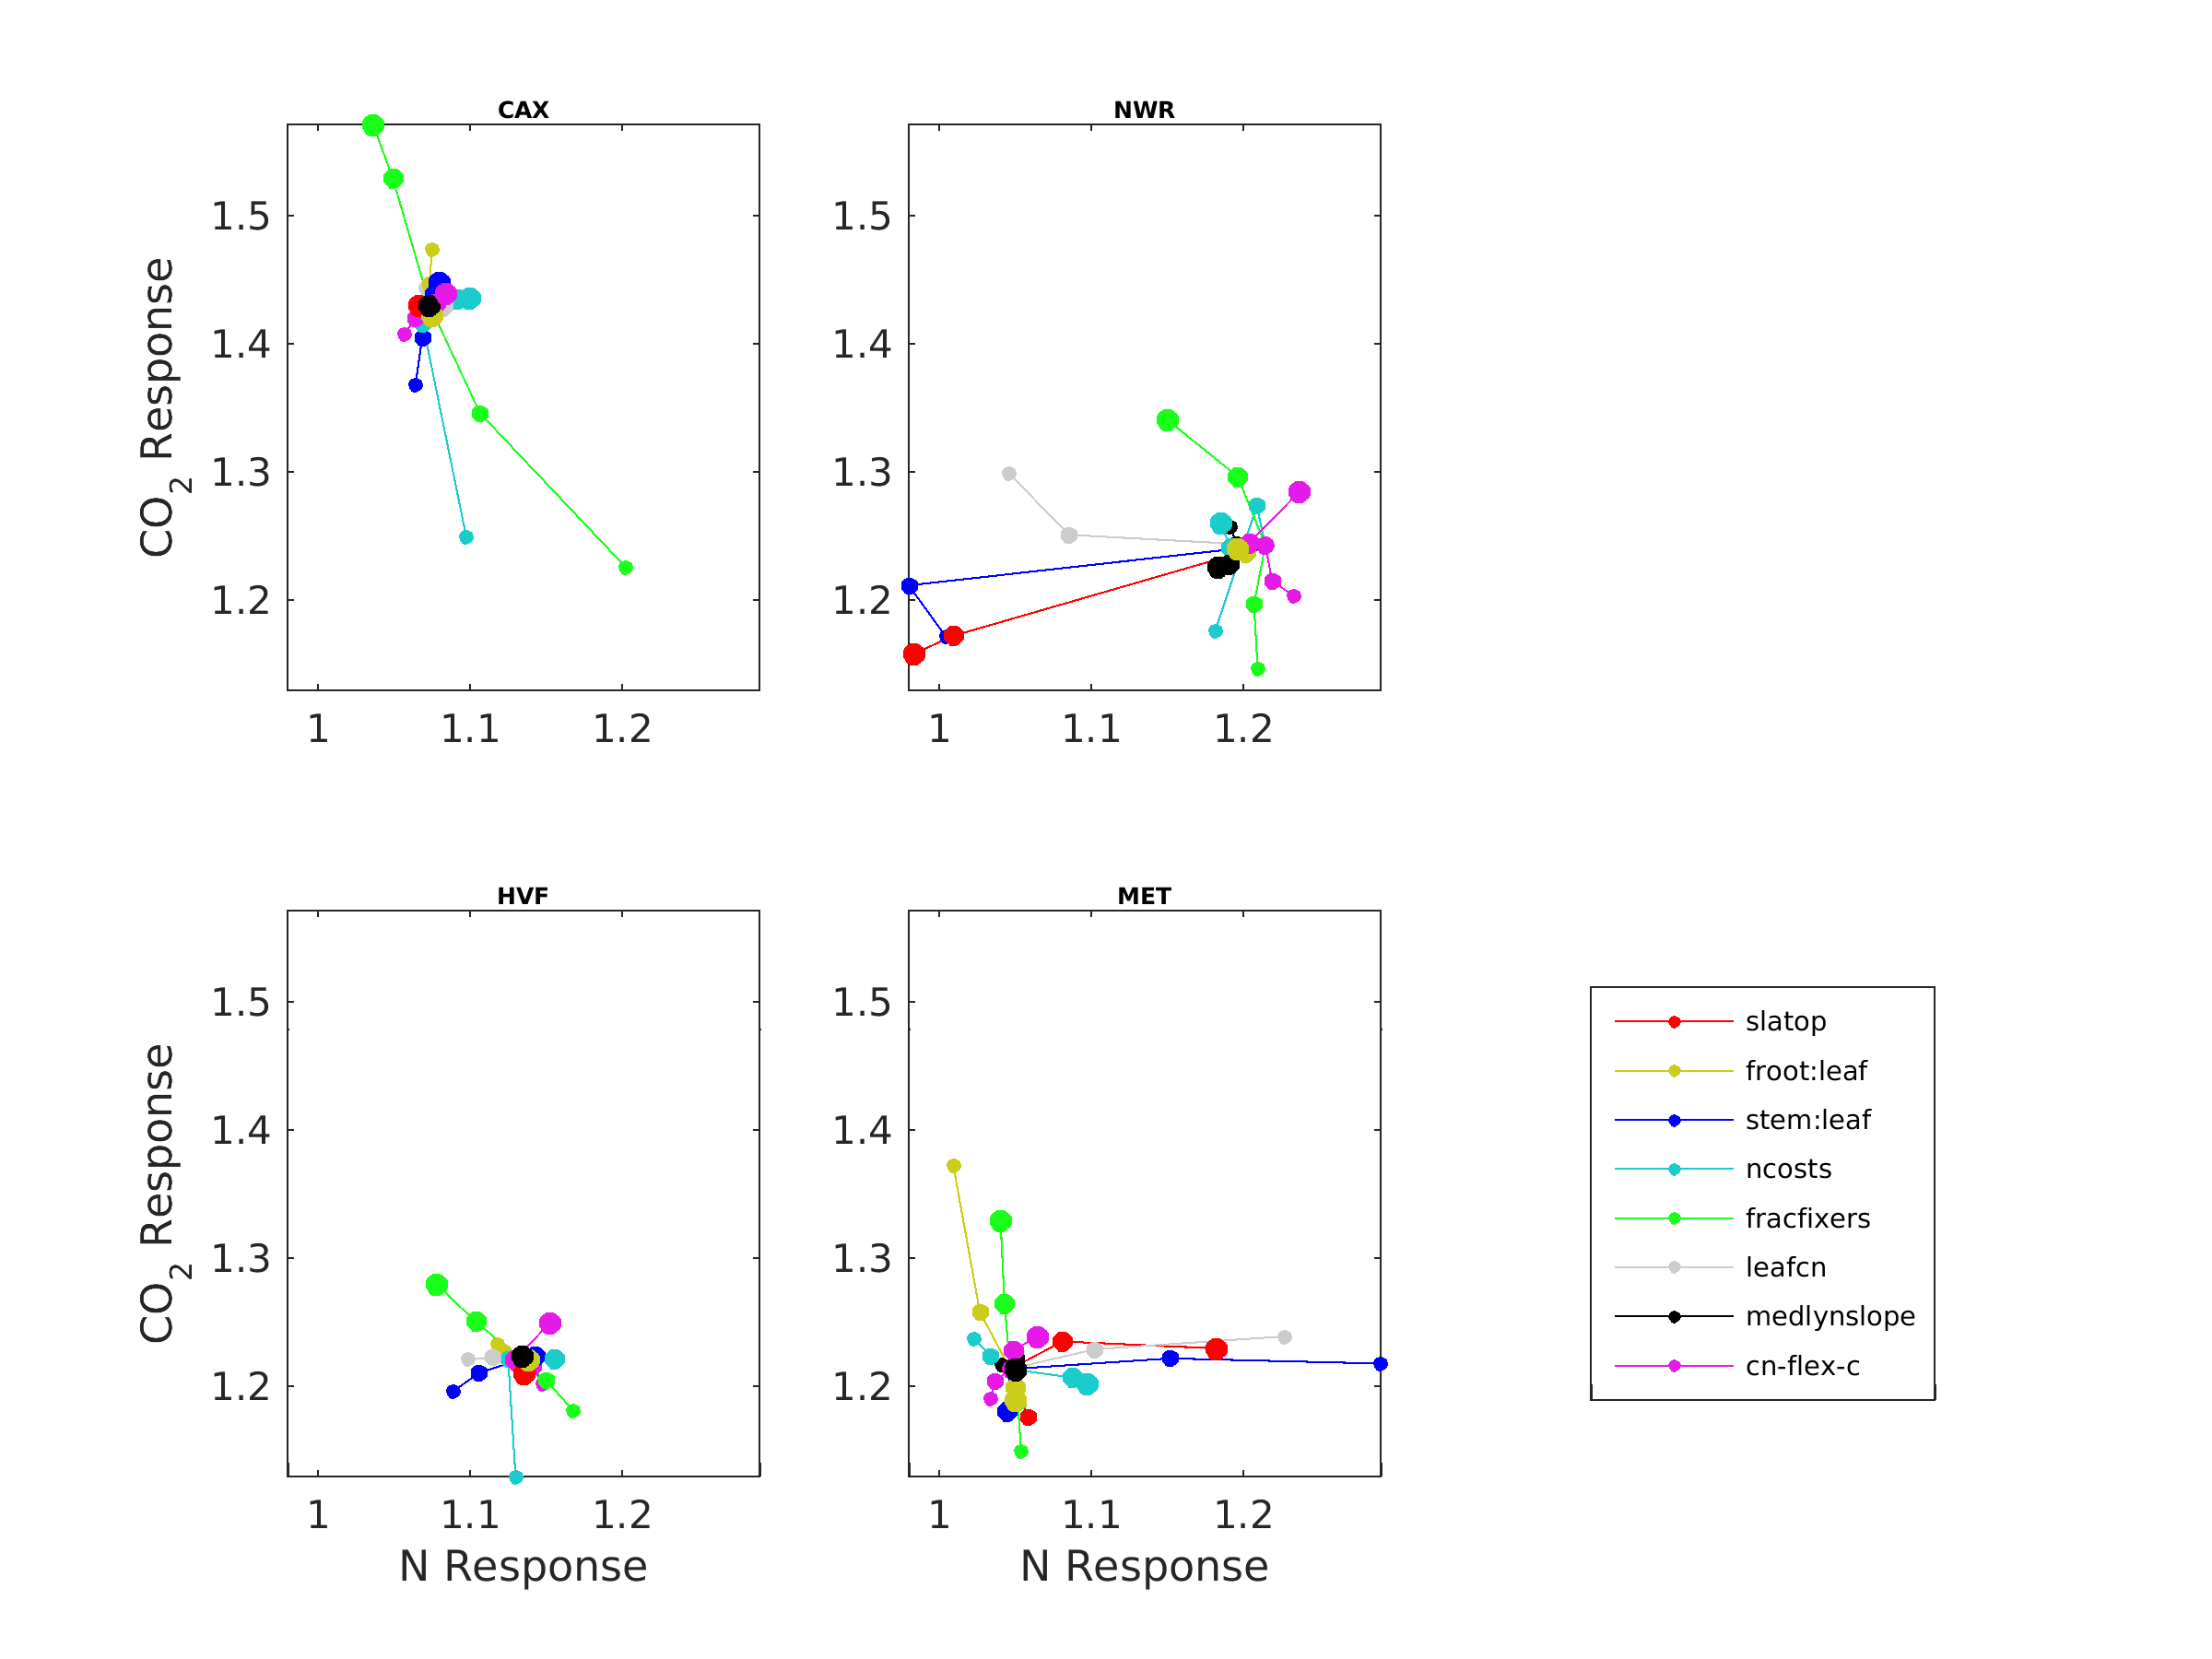 CAX
NWR
CO2 Response
1.5
1.4
1.3
1.2
1
1.1
1.2
1.5
1.4
1.3
1.2
1
1.1
1.2
HVF
MET
CO2 Response
1.5
1.4
1.3
1.2
1
1.1
1.2
N Response
1.5
1.4
1.3
1.2
1
1.1
1.2
N Response
slatop
froot:leaf
stem:leaf
ncosts
fracfixers
leafcn
medlynslope
cn-flex-c